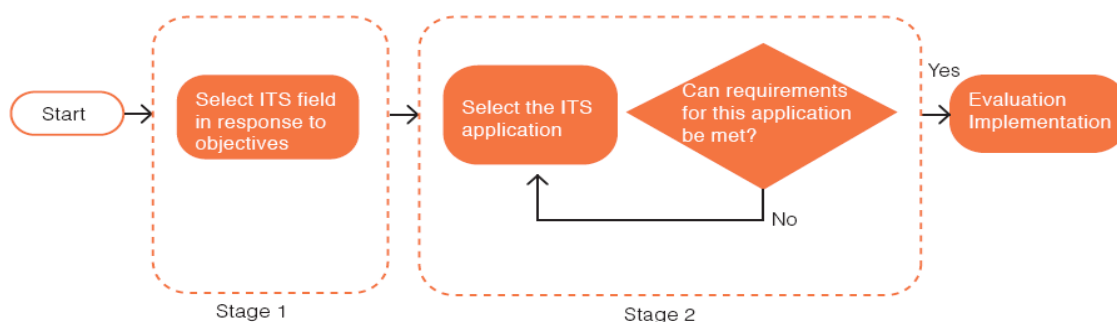 Start
Select ITS field
in response to
objectives
Stage 1
Select the ITS
application
Can requirements
for this application
be met?
No
Stage 2
Yes
Evaluation
Implementation